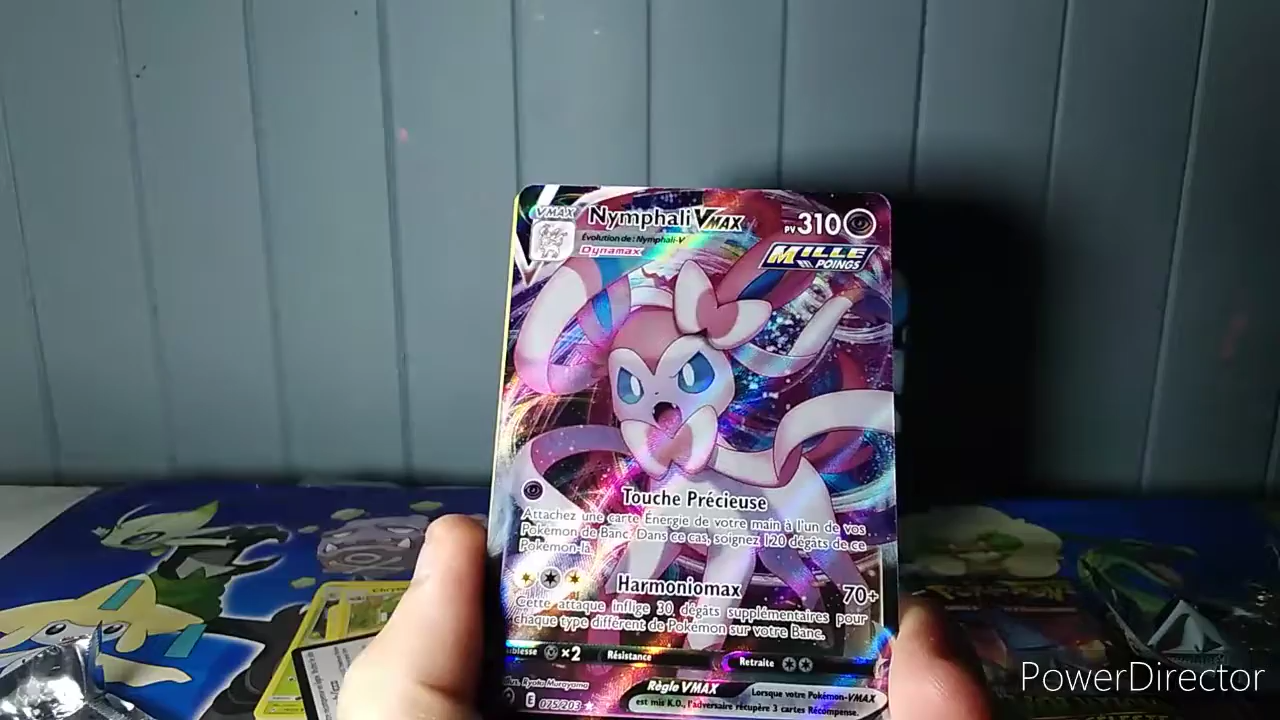 VMAX
Nymphali VMAX
PV 310
Évolution de : Nymphali-V
Dynamax
MILLE
POINGS
Touche Précieuse
Attachez une carte Énergie de votre main à l'un de vos
Pokémon de Banc. Dans ce cas, soignez 120 dégâts de ce
Pokémon-là.
Harmoniomax 70+
Cette attaque inflige 30 dégâts supplémentaires pour
chaque type différent de Pokémon sur votre Banc.
×2 Résistance Retraite
Illus. Ryota Murayama
E 075/203
Règle VMAX Lorsque votre Pokémon-VMAX
est mis K.O., l'adversaire récupère 3 cartes Récompense.
PowerDirector